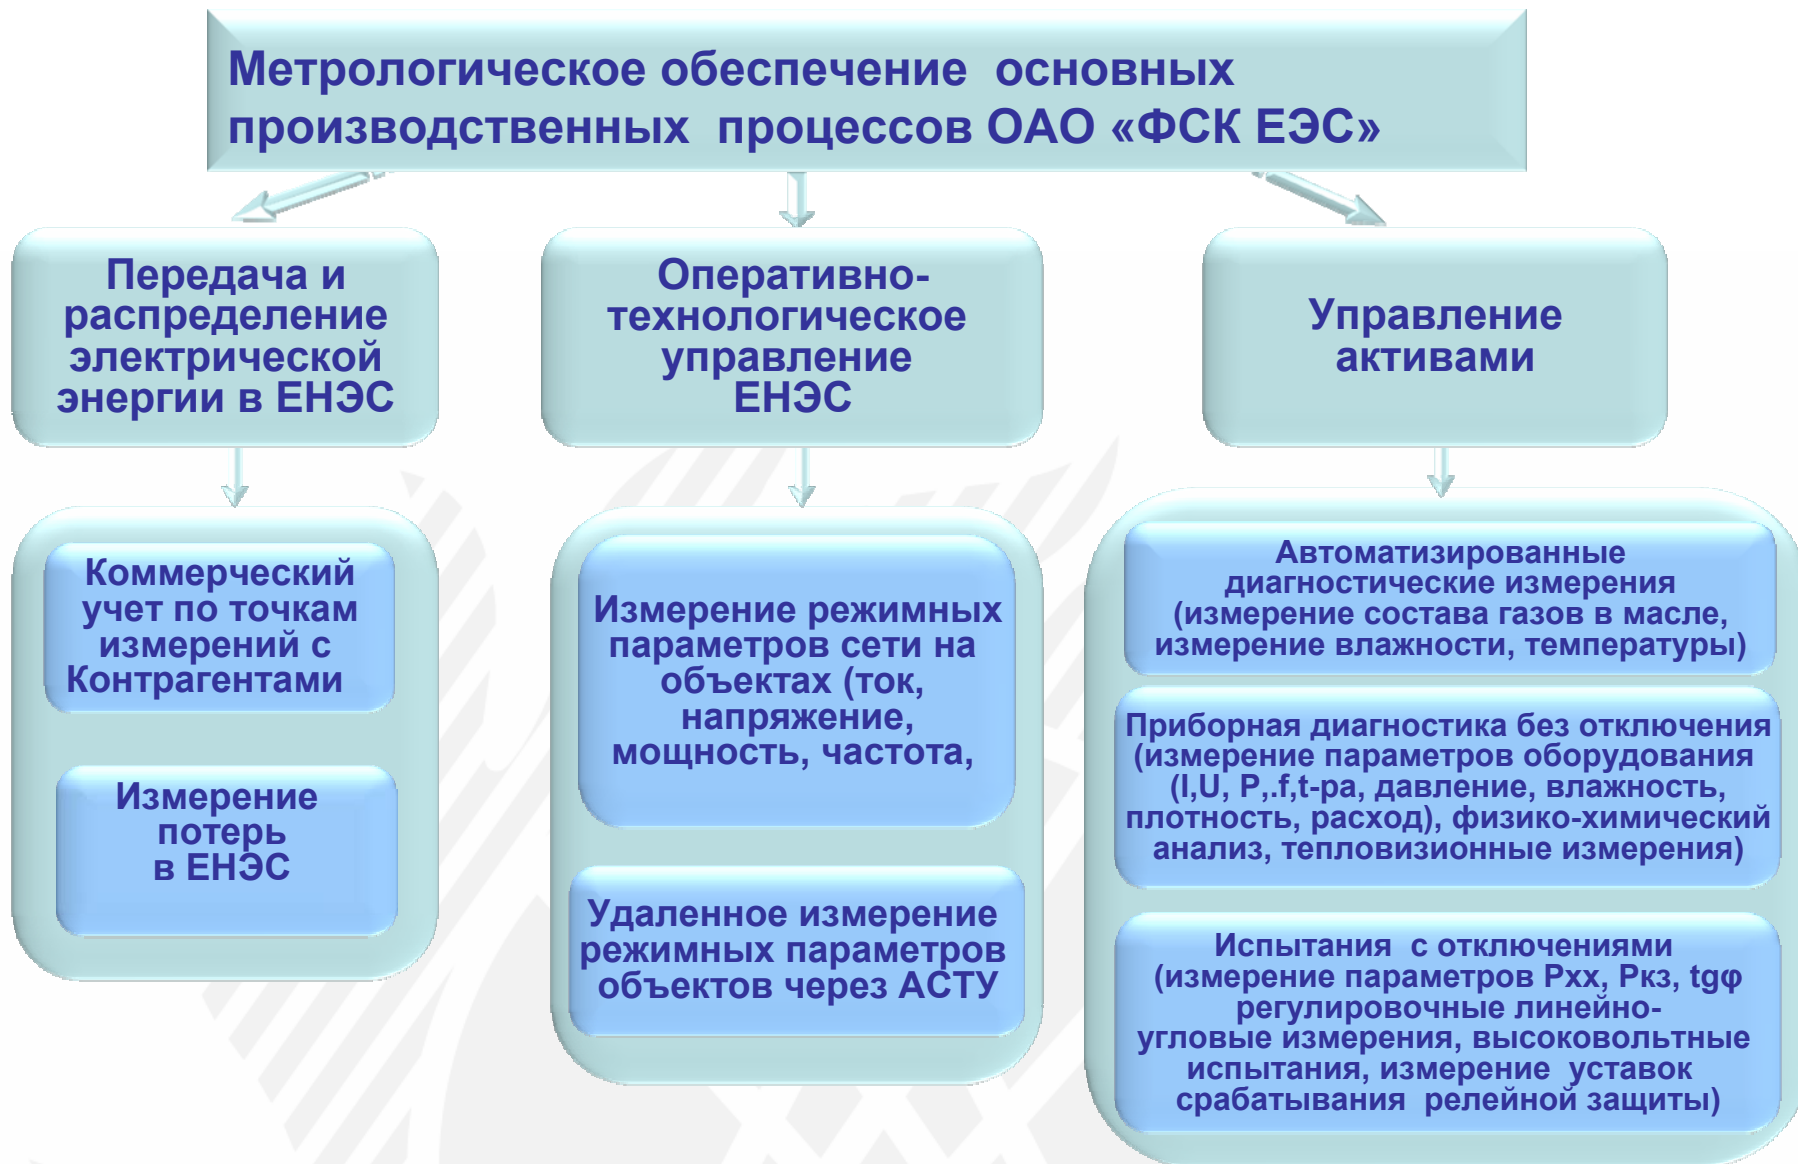 Метрологическое обеспечение основных
производственных процессов ОАО «ФСК ЕЭС»
Передача и
распределение
электрической
энергии в ЕНЭС
Оперативно-
технологическое
управление
ЕНЭС
Управление
активами
Коммерческий
учет по точкам
измерений с
Контрагентами
Измерение
потерь
в ЕНЭС
Измерение режимных
параметров сети на
объектах (ток,
напряжение,
мощность, частота,
Удаленное измерение
режимных параметров
объектов через АСТУ
Автоматизированные
диагностические измерения
(измерение состава газов в масле,
измерение влажности, температуры)
Приборная диагностика без отключения
(измерение параметров оборудования
(I,U, P,.f,t-ра, давление, влажность,
плотность, расход), физико-химический
анализ, тепловизионные измерения)
Испытания с отключениями
(измерение параметров Рхх, Ркз, tgφ
регулировочные линейно-
угловые измерения, высоковольтные
испытания, измерение уставок
срабатывания релейной защиты)